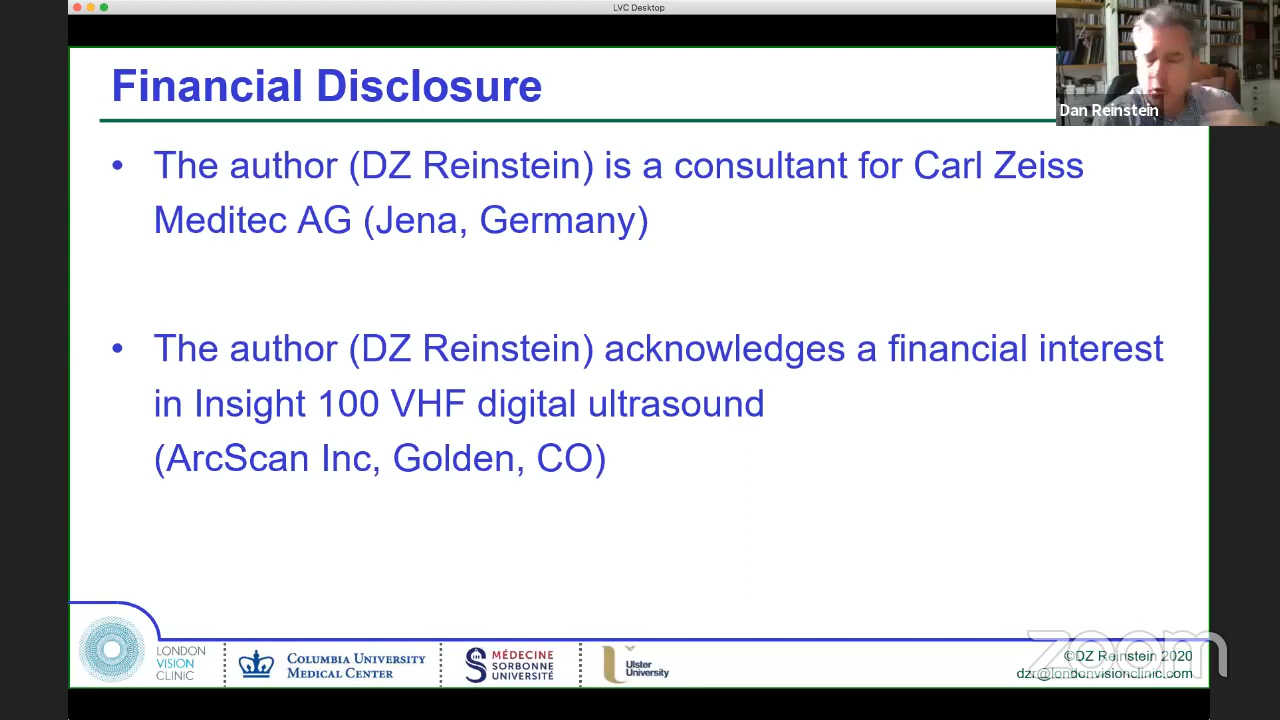 LVC Desktop
Financial Disclosure
Dan Reinstein
• The author (DZ Reinstein) is a consultant for Carl Zeiss
Meditec AG (Jena, Germany)
• The author (DZ Reinstein) acknowledges a financial interest
in Insight 100 VHF digital ultrasound
(ArcScan Inc, Golden, CO)
LONDON
VISION
CLINIC
COLUMBIA UNIVERSITY
MEDICAL CENTER
MÉDECINE
SORBONNE
UNIVERSITÉ
Ulster
University
©DZ Reinstein 2020
dzr@londonvisionclinic.com
zoom